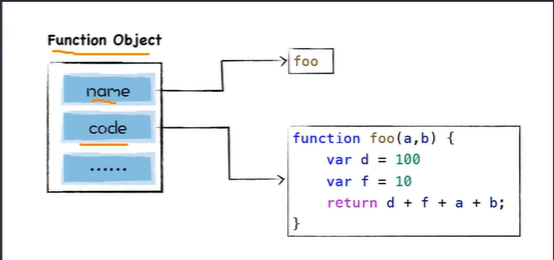 Function Object
name
foo
code
......
function foo(a,b) {
    var d = 100
    var f = 10
    return d + f + a + b;
}